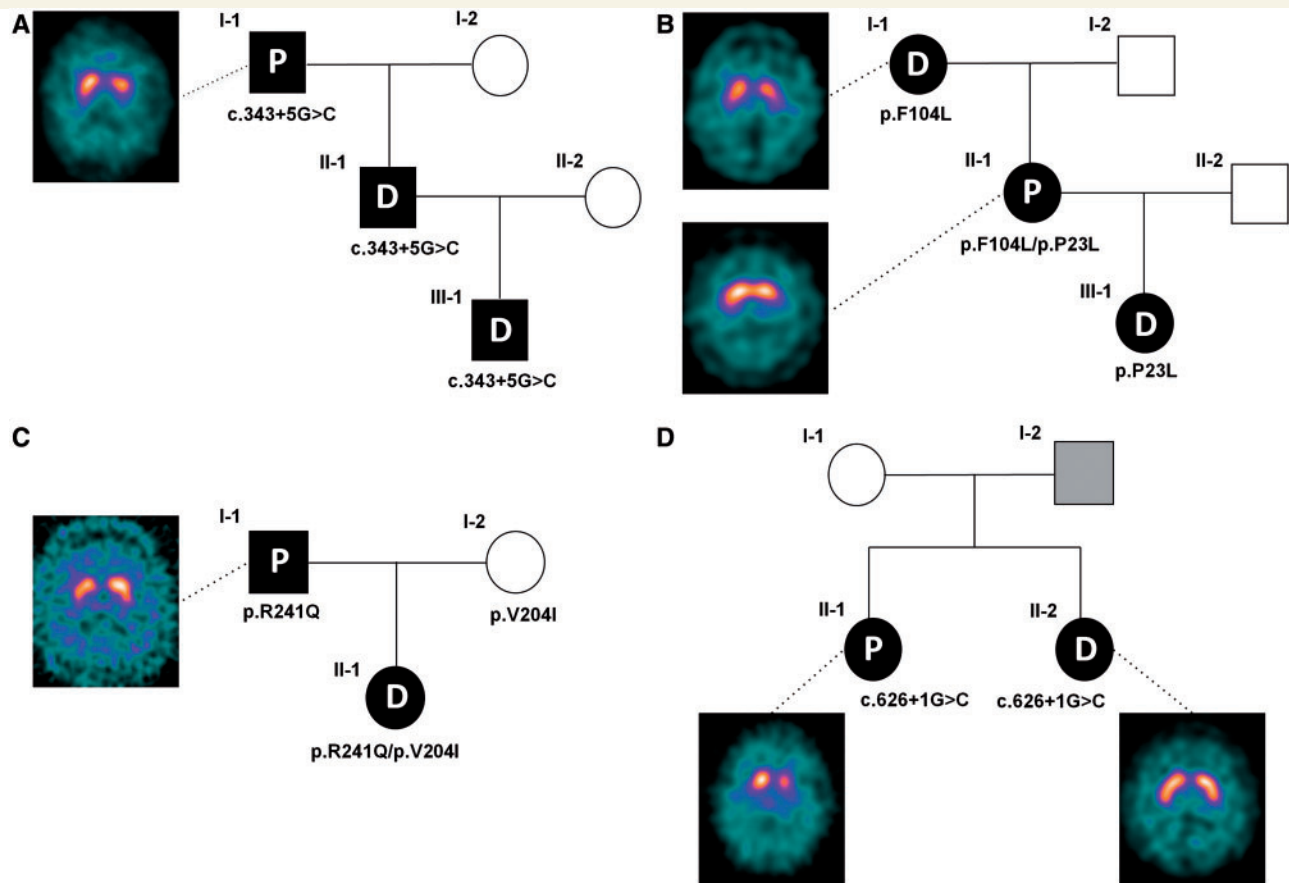 A
I-1
P
c.343+5G>C
I-2
II-1
D
c.343+5G>C
II-2
III-1
D
c.343+5G>C
B
I-1
D
p.F104L
I-2
II-1
P
p.F104L/p.P23L
II-2
III-1
D
p.P23L
C
I-1
P
p.R241Q
I-2
p.V204I
II-1
D
p.R241Q/p.V204I
D
I-1
I-2
II-1
P
c.626+1G>C
II-2
D
c.626+1G>C